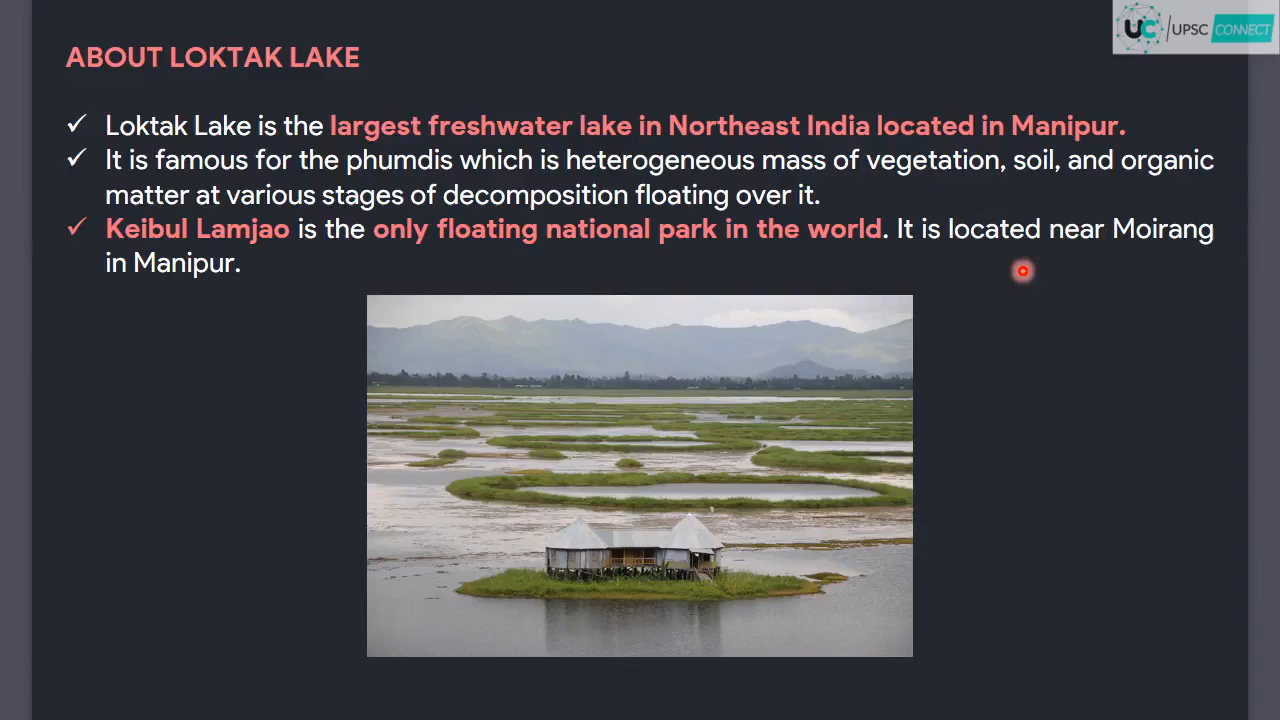 UC UPSC CONNECT
ABOUT LOKTAK LAKE
✓ Loktak Lake is the largest freshwater lake in Northeast India located in Manipur.
✓ It is famous for the phumdis which is heterogeneous mass of vegetation, soil, and organic
matter at various stages of decomposition floating over it.
✓ Keibul Lamjao is the only floating national park in the world. It is located near Moirang
in Manipur.